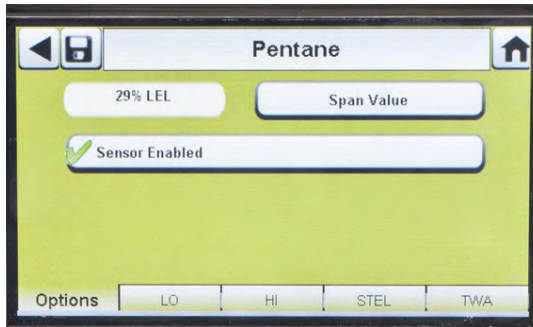 Pentane
29% LEL
Span Value
Sensor Enabled
Options
LO
HI
STEL
TWA